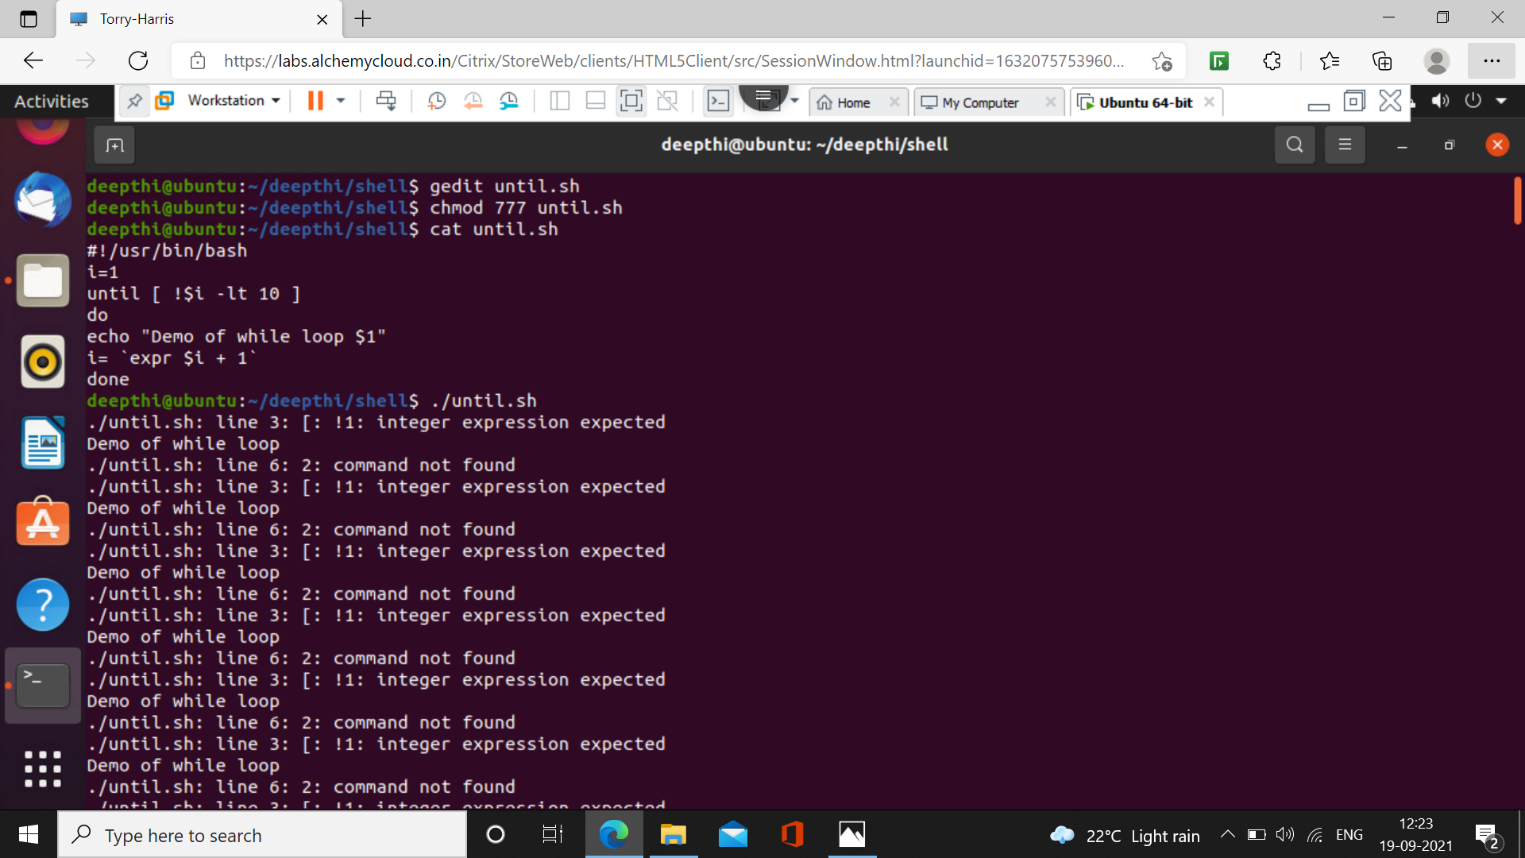 Torry-Harris
https://labs.alchemycloud.co.in/Citrix/StoreWeb/clients/HTML5Client/src/SessionWindow.html?launchid=1632075753960...
Activities
Workstation
Home
My Computer
Ubuntu 64-bit
deepthi@ubuntu: ~/deepthi/shell
deepthi@ubuntu:~/deepthi/shell$ gedit until.sh
deepthi@ubuntu:~/deepthi/shell$ chmod 777 until.sh
deepthi@ubuntu:~/deepthi/shell$ cat until.sh
#!/usr/bin/bash
i=1
until [ !$i -lt 10 ]
do
echo "Demo of while loop $1"
i= `expr $i + 1`
done
deepthi@ubuntu:~/deepthi/shell$ ./until.sh
./until.sh: line 3: [: !1: integer expression expected
Demo of while loop
./until.sh: line 6: 2: command not found
./until.sh: line 3: [: !1: integer expression expected
Demo of while loop
./until.sh: line 6: 2: command not found
./until.sh: line 3: [: !1: integer expression expected
Demo of while loop
./until.sh: line 6: 2: command not found
./until.sh: line 3: [: !1: integer expression expected
Demo of while loop
./until.sh: line 6: 2: command not found
./until.sh: line 3: [: !1: integer expression expected
Demo of while loop
./until.sh: line 6: 2: command not found
./until.sh: line 3: [: !1: integer expression expected
Demo of while loop
./until.sh: line 6: 2: command not found
./until.sh: line 3: [: !1: integer expression expected
Type here to search
22°C Light rain
ENG
12:23
19-09-2021
2